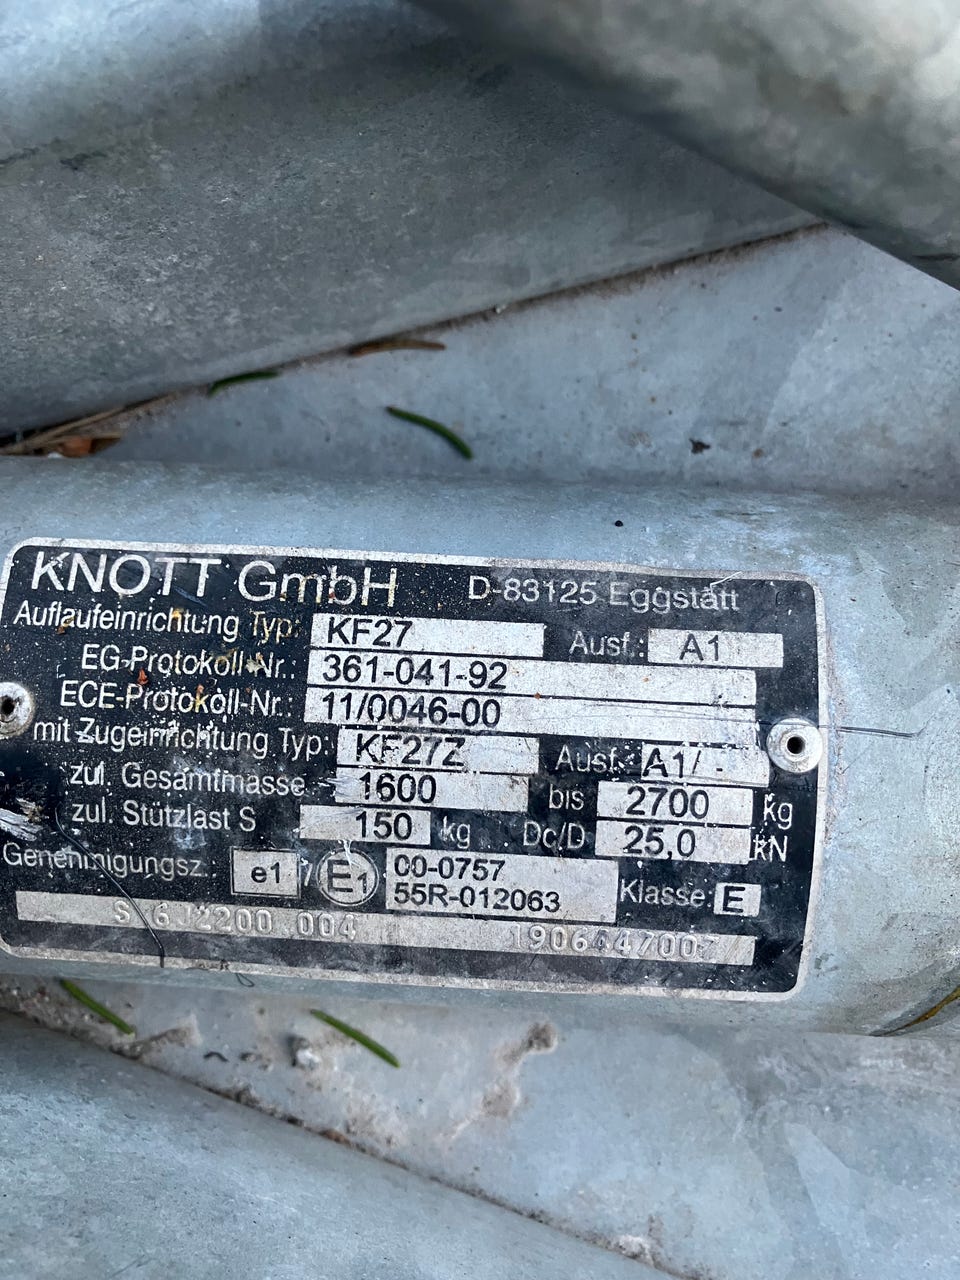 KNOTT GmbH D-83125 Eggstätt
Auflaufeinrichtung Typ: KF27 Ausf.: A1
EG-Protokoll-Nr.: 361-041-92
ECE-Protokoll-Nr.: 11/0046-00
mit Zugeinrichtung Typ: KF27Z Ausf.: A1/ -
zul. Gesamtmasse 1600 bis 2700 kg
zul. Stützlast S 150 kg Dc/D 25,0 kN
Genehmigungsz.: e1 / E1 00-0757
55R-012063 Klasse: E
6J2200.004 1906447007